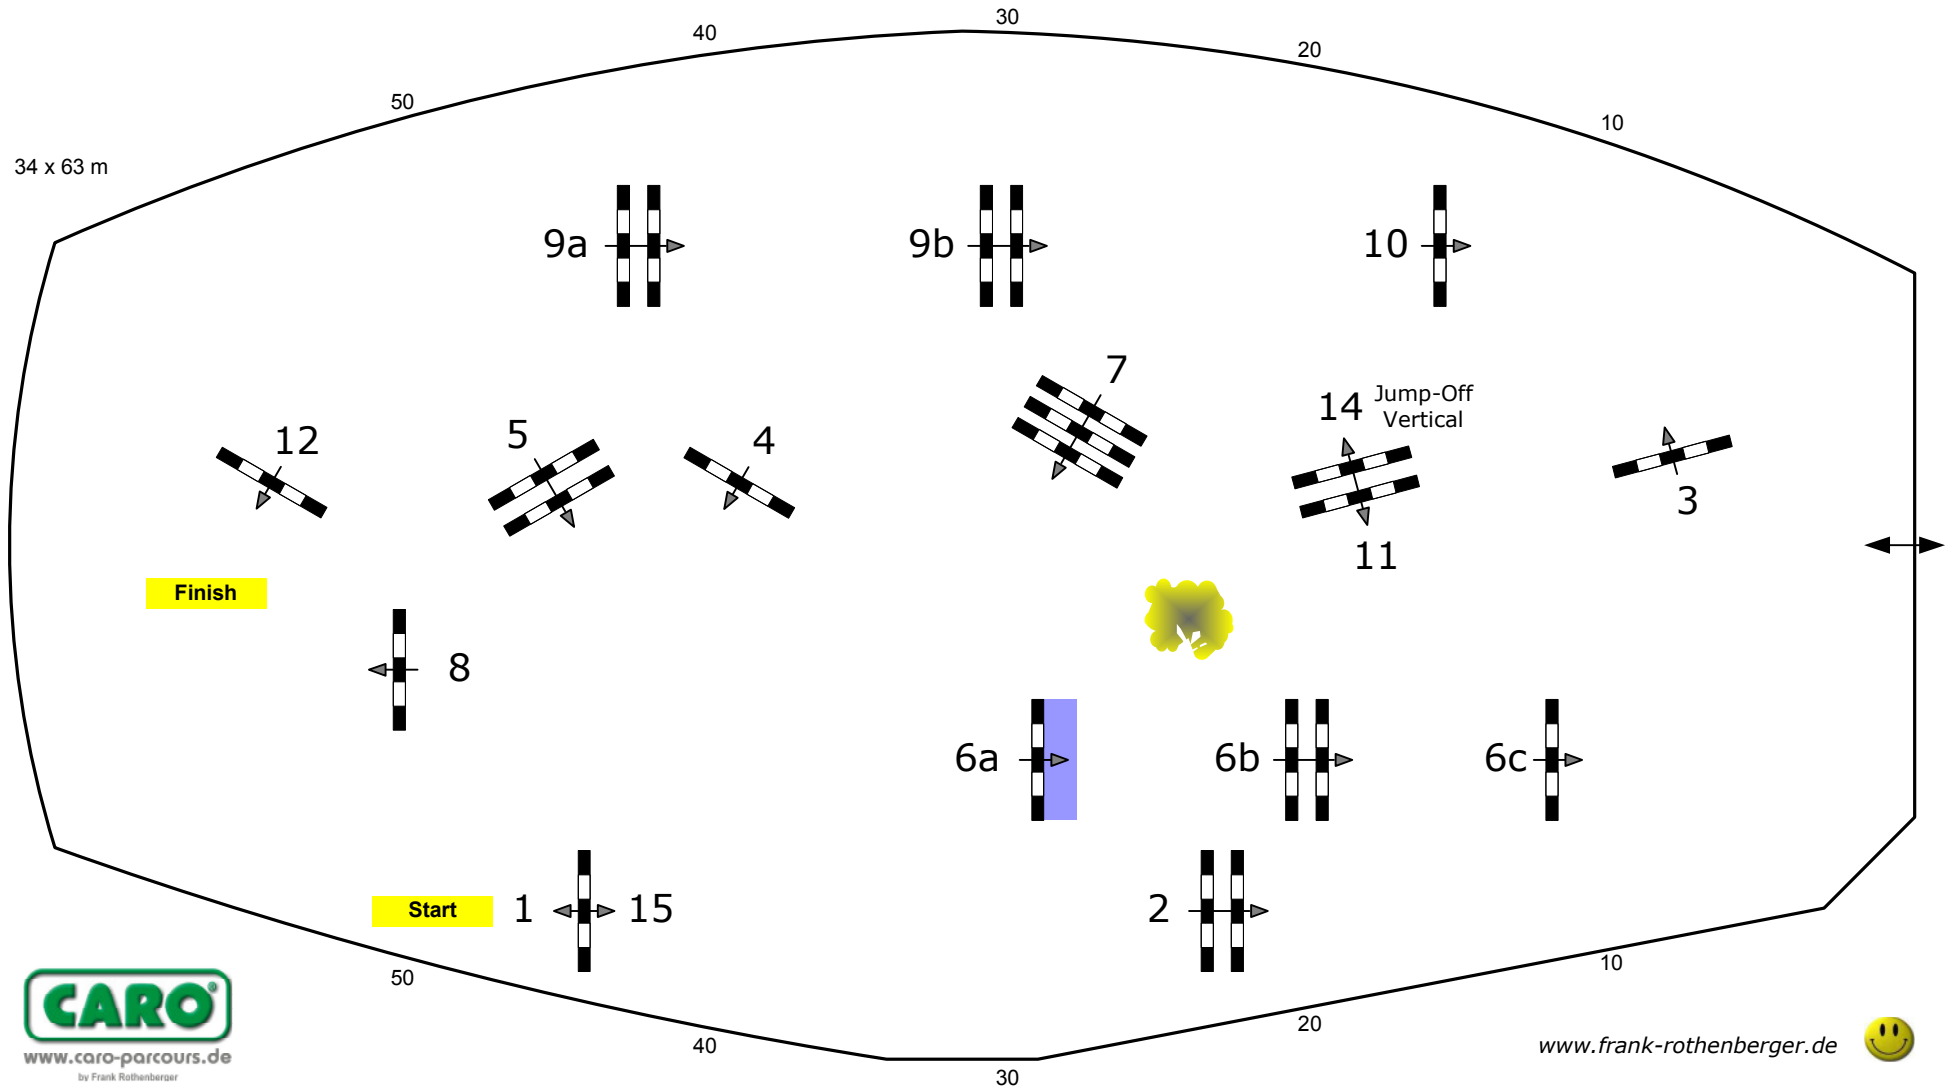 30
40
20
50
10
34 x 63 m
9a
9b
10
7
14
Jump-Off
Vertical
12
5
4
3
11
Finish
8
6a
6b
6c
Start
1
15
2
50
10
20
40
30
CARO®
www.caro-parcours.de
by Frank Rothenberger
www.frank-rothenberger.de